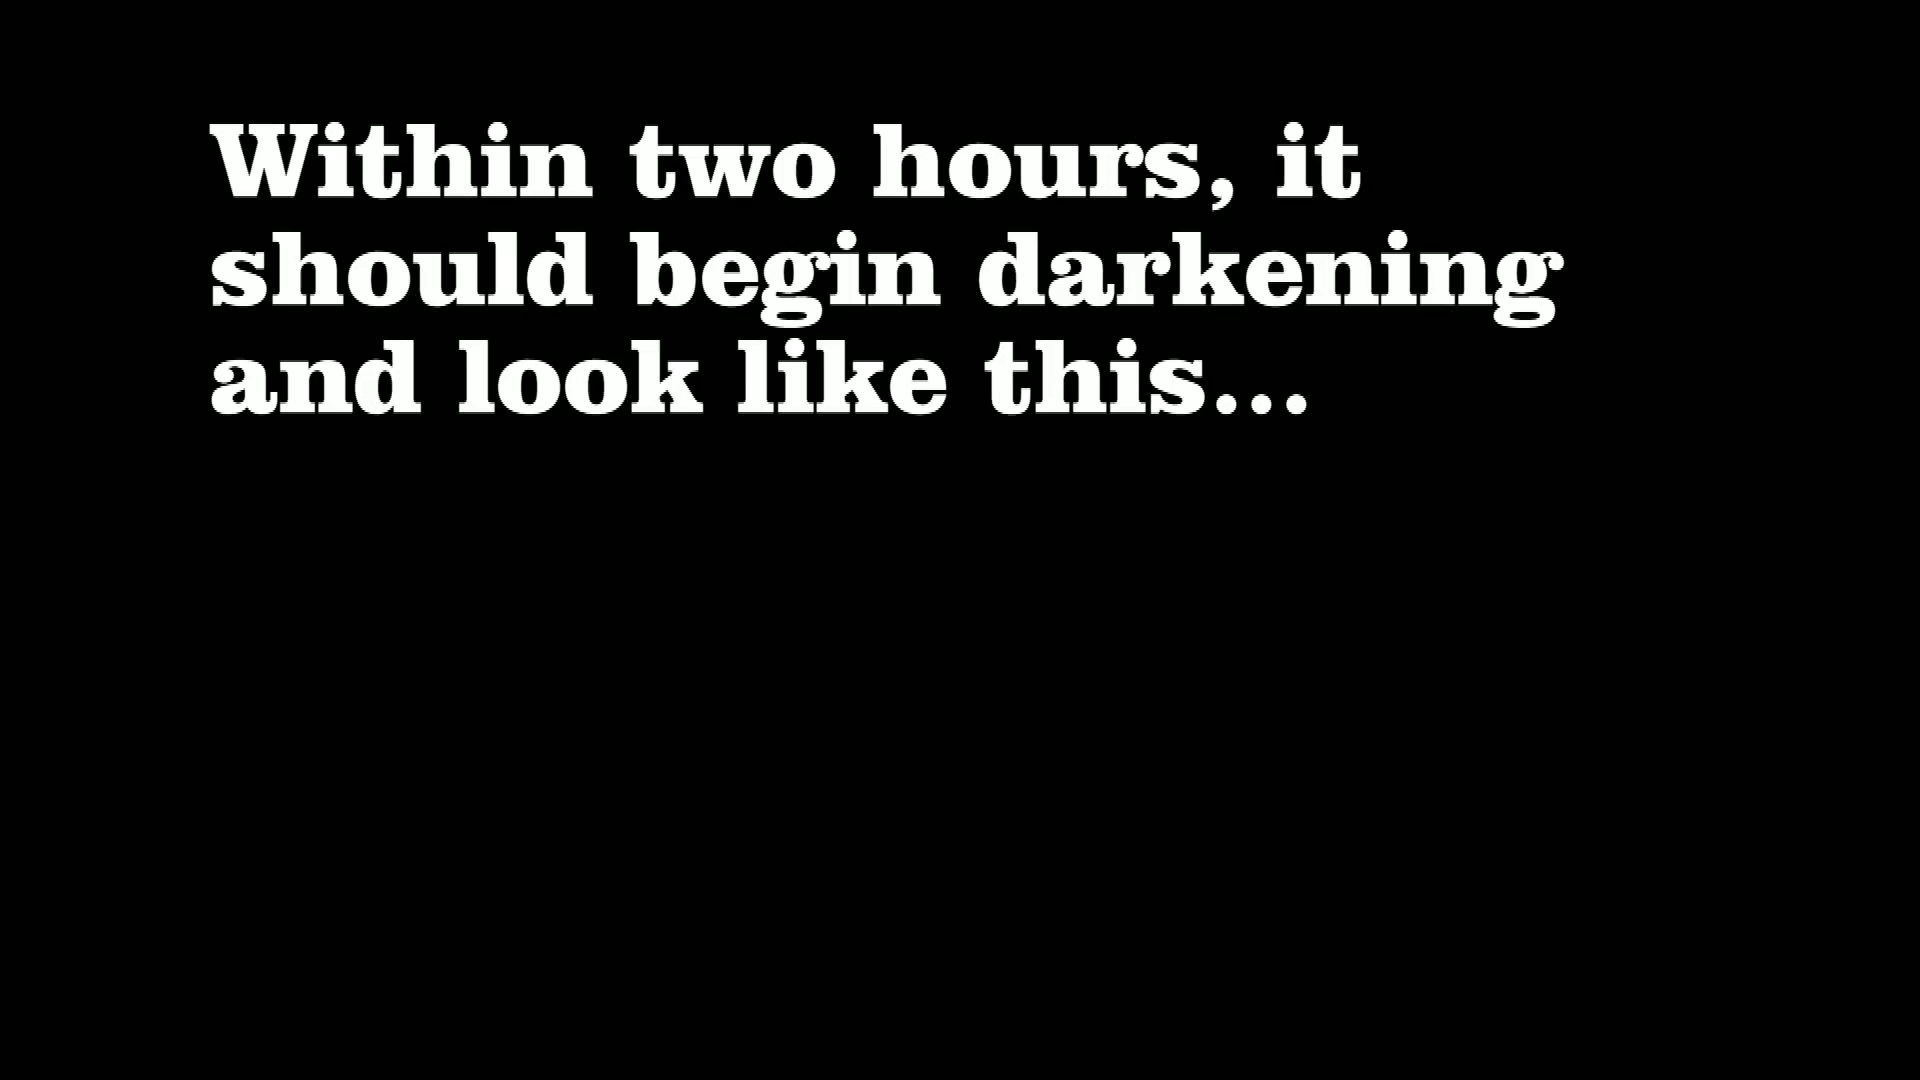 Within two hours, it
should begin darkening
and look like this...